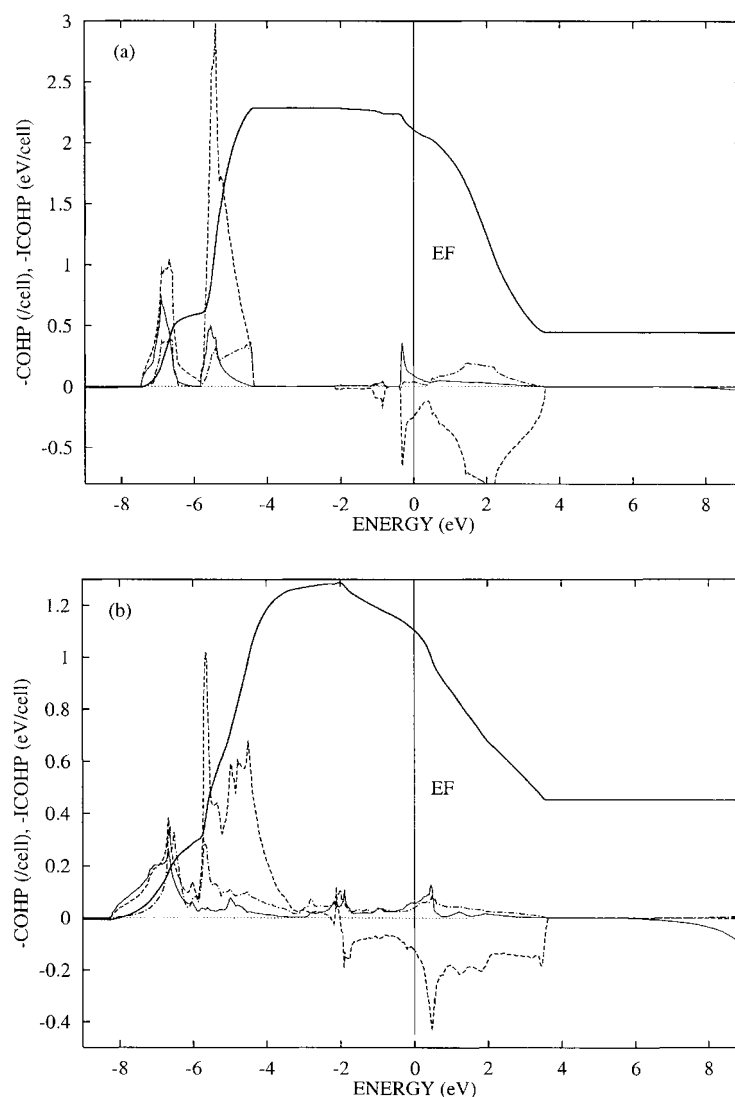 (a)
3
2.5
2
1.5
1
0.5
0
-0.5
-COHP (/cell), -ICOHP (eV/cell)
EF
-8 -6 -4 -2 0 2 4 6 8
ENERGY (eV)
(b)
1.2
1
0.8
0.6
0.4
0.2
0
-0.2
-0.4
-COHP (/cell), -ICOHP (eV/cell)
EF
-8 -6 -4 -2 0 2 4 6 8
ENERGY (eV)